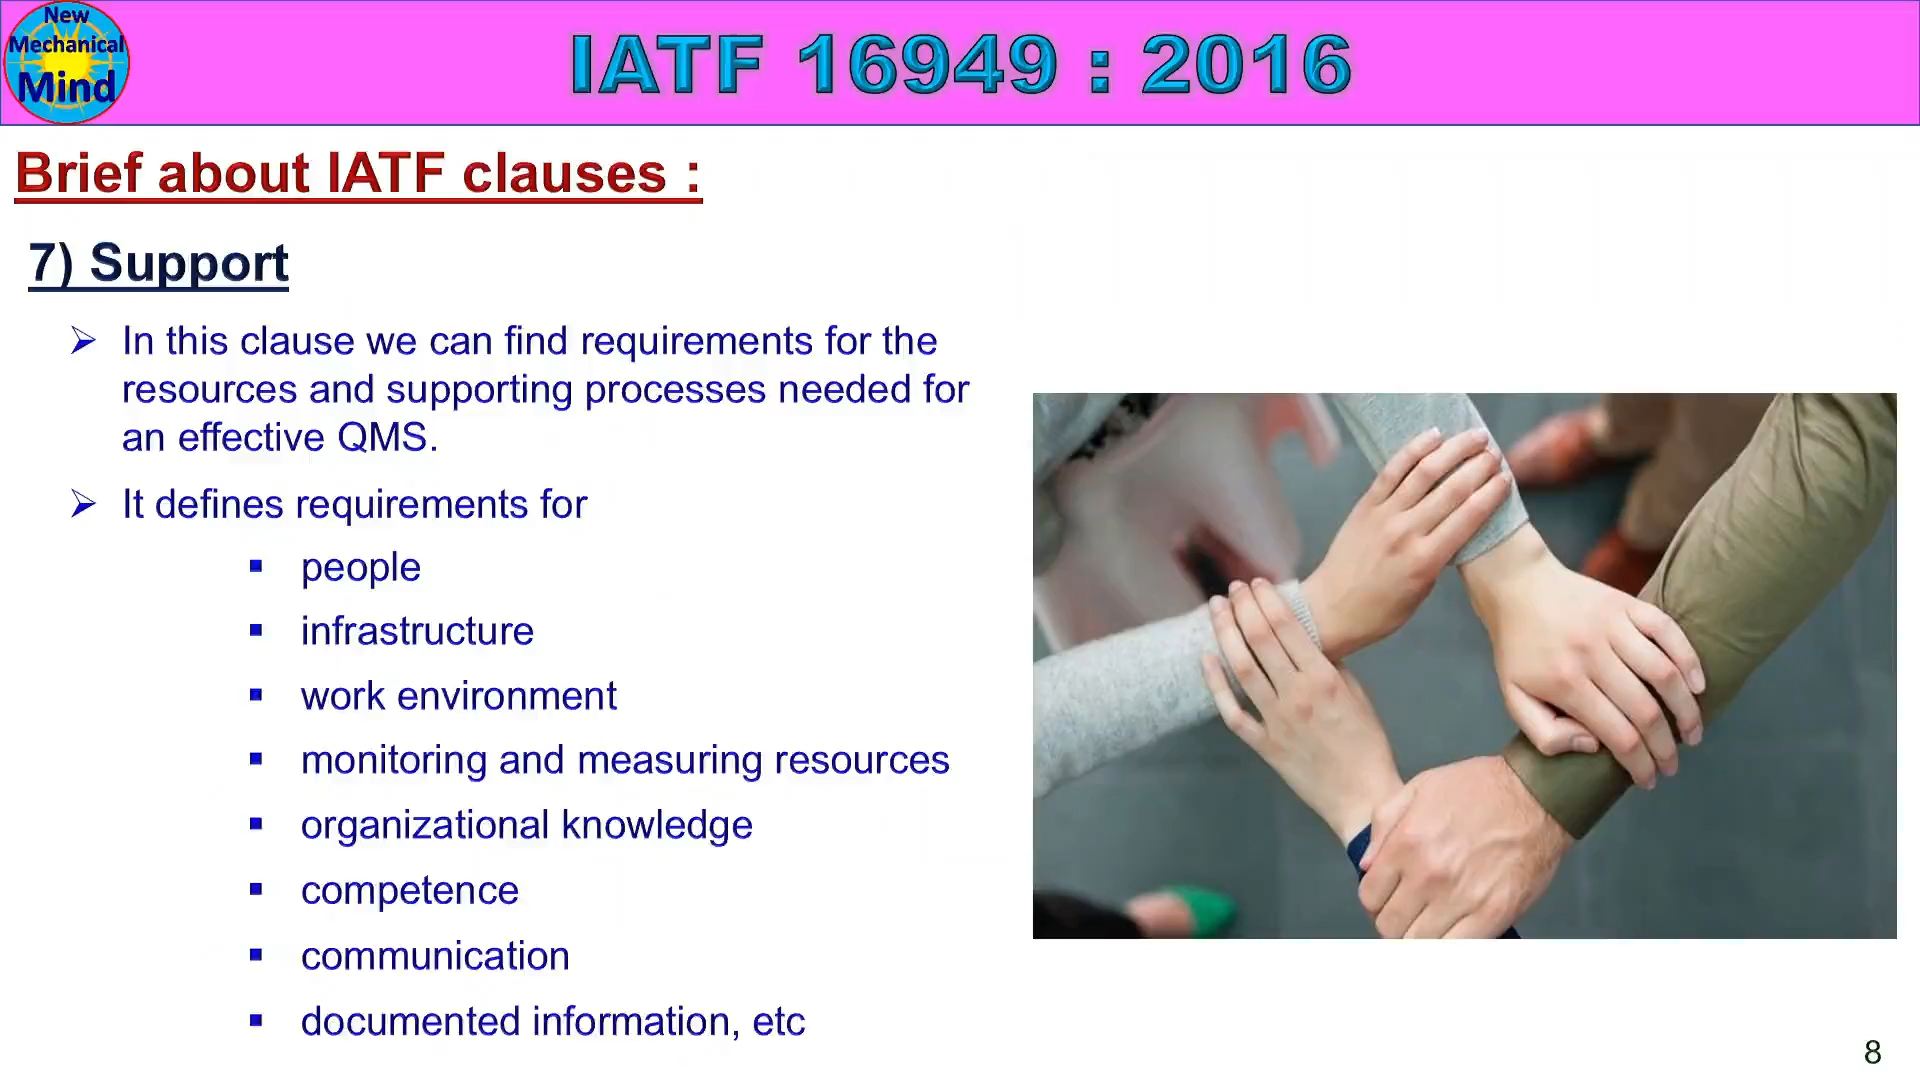 New
Mechanical
Mind
IATF 16949 : 2016
Brief about IATF clauses :
7) Support
➢ In this clause we can find requirements for the
resources and supporting processes needed for
an effective QMS.
➢ It defines requirements for
▪ people
▪ infrastructure
▪ work environment
▪ monitoring and measuring resources
▪ organizational knowledge
▪ competence
▪ communication
▪ documented information, etc
8